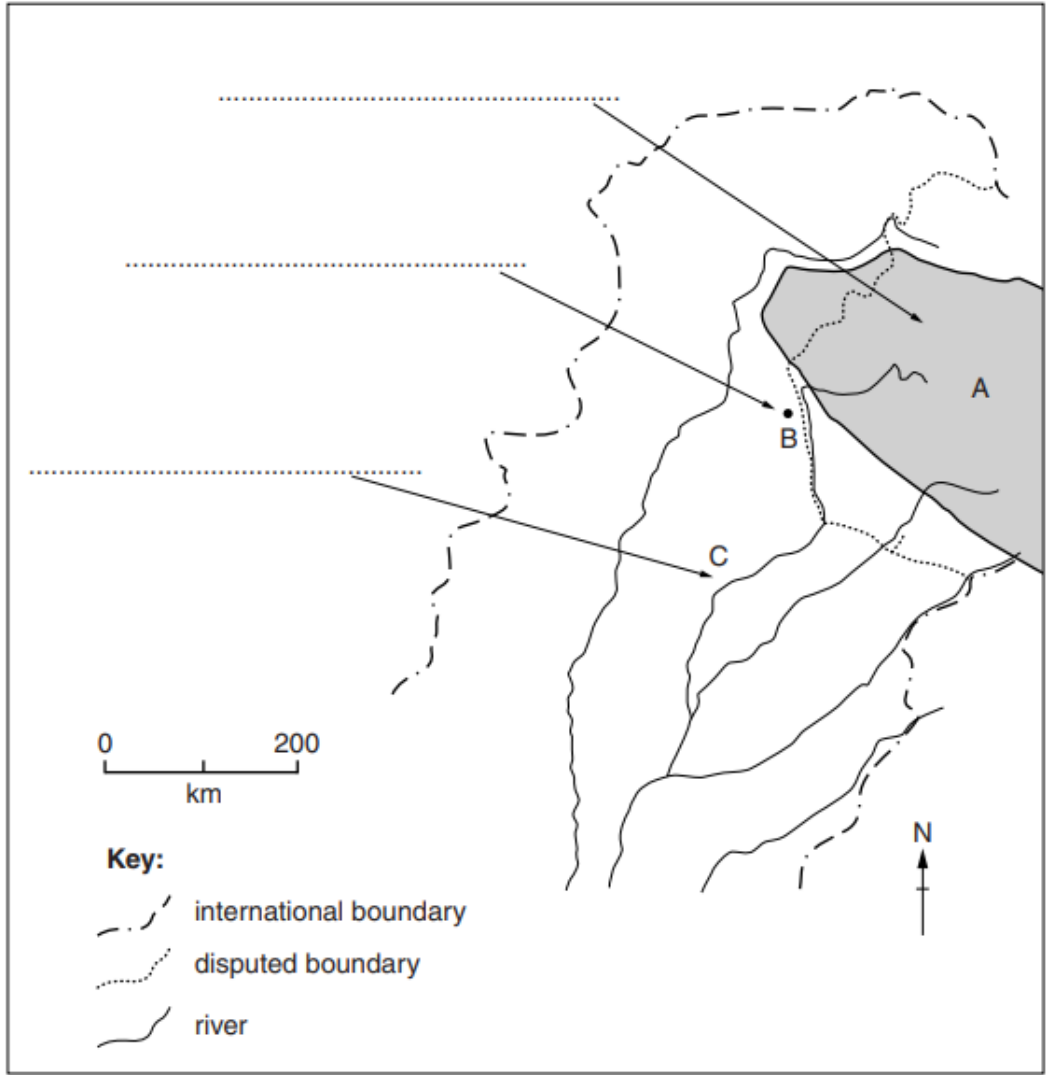 A
B
C
0 200
km
N
Key:
international boundary
disputed boundary
river